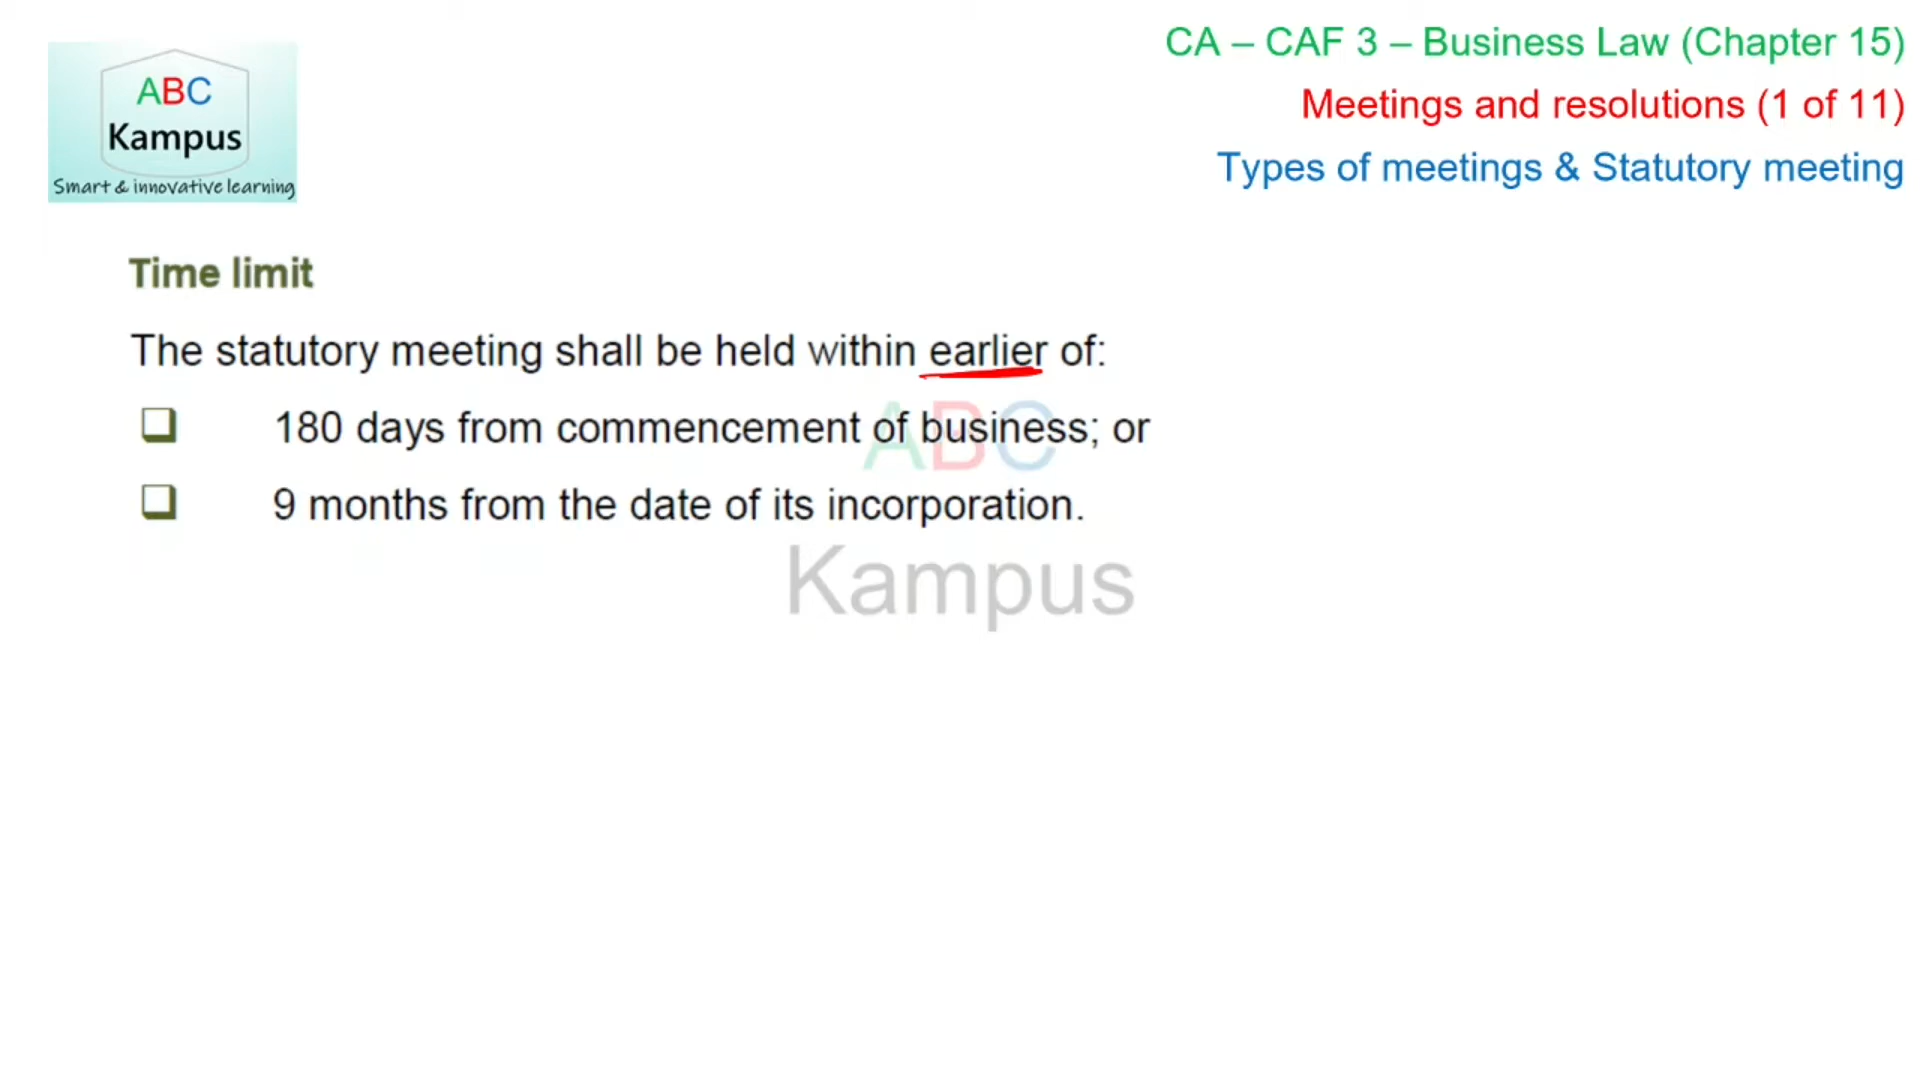 ABC
Kampus
Smart & innovative learning
CA – CAF 3 – Business Law (Chapter 15)
Meetings and resolutions (1 of 11)
Types of meetings & Statutory meeting
Time limit
The statutory meeting shall be held within earlier of:
❑ 180 days from commencement of business; or
❑ 9 months from the date of its incorporation.
ABC
Kampus